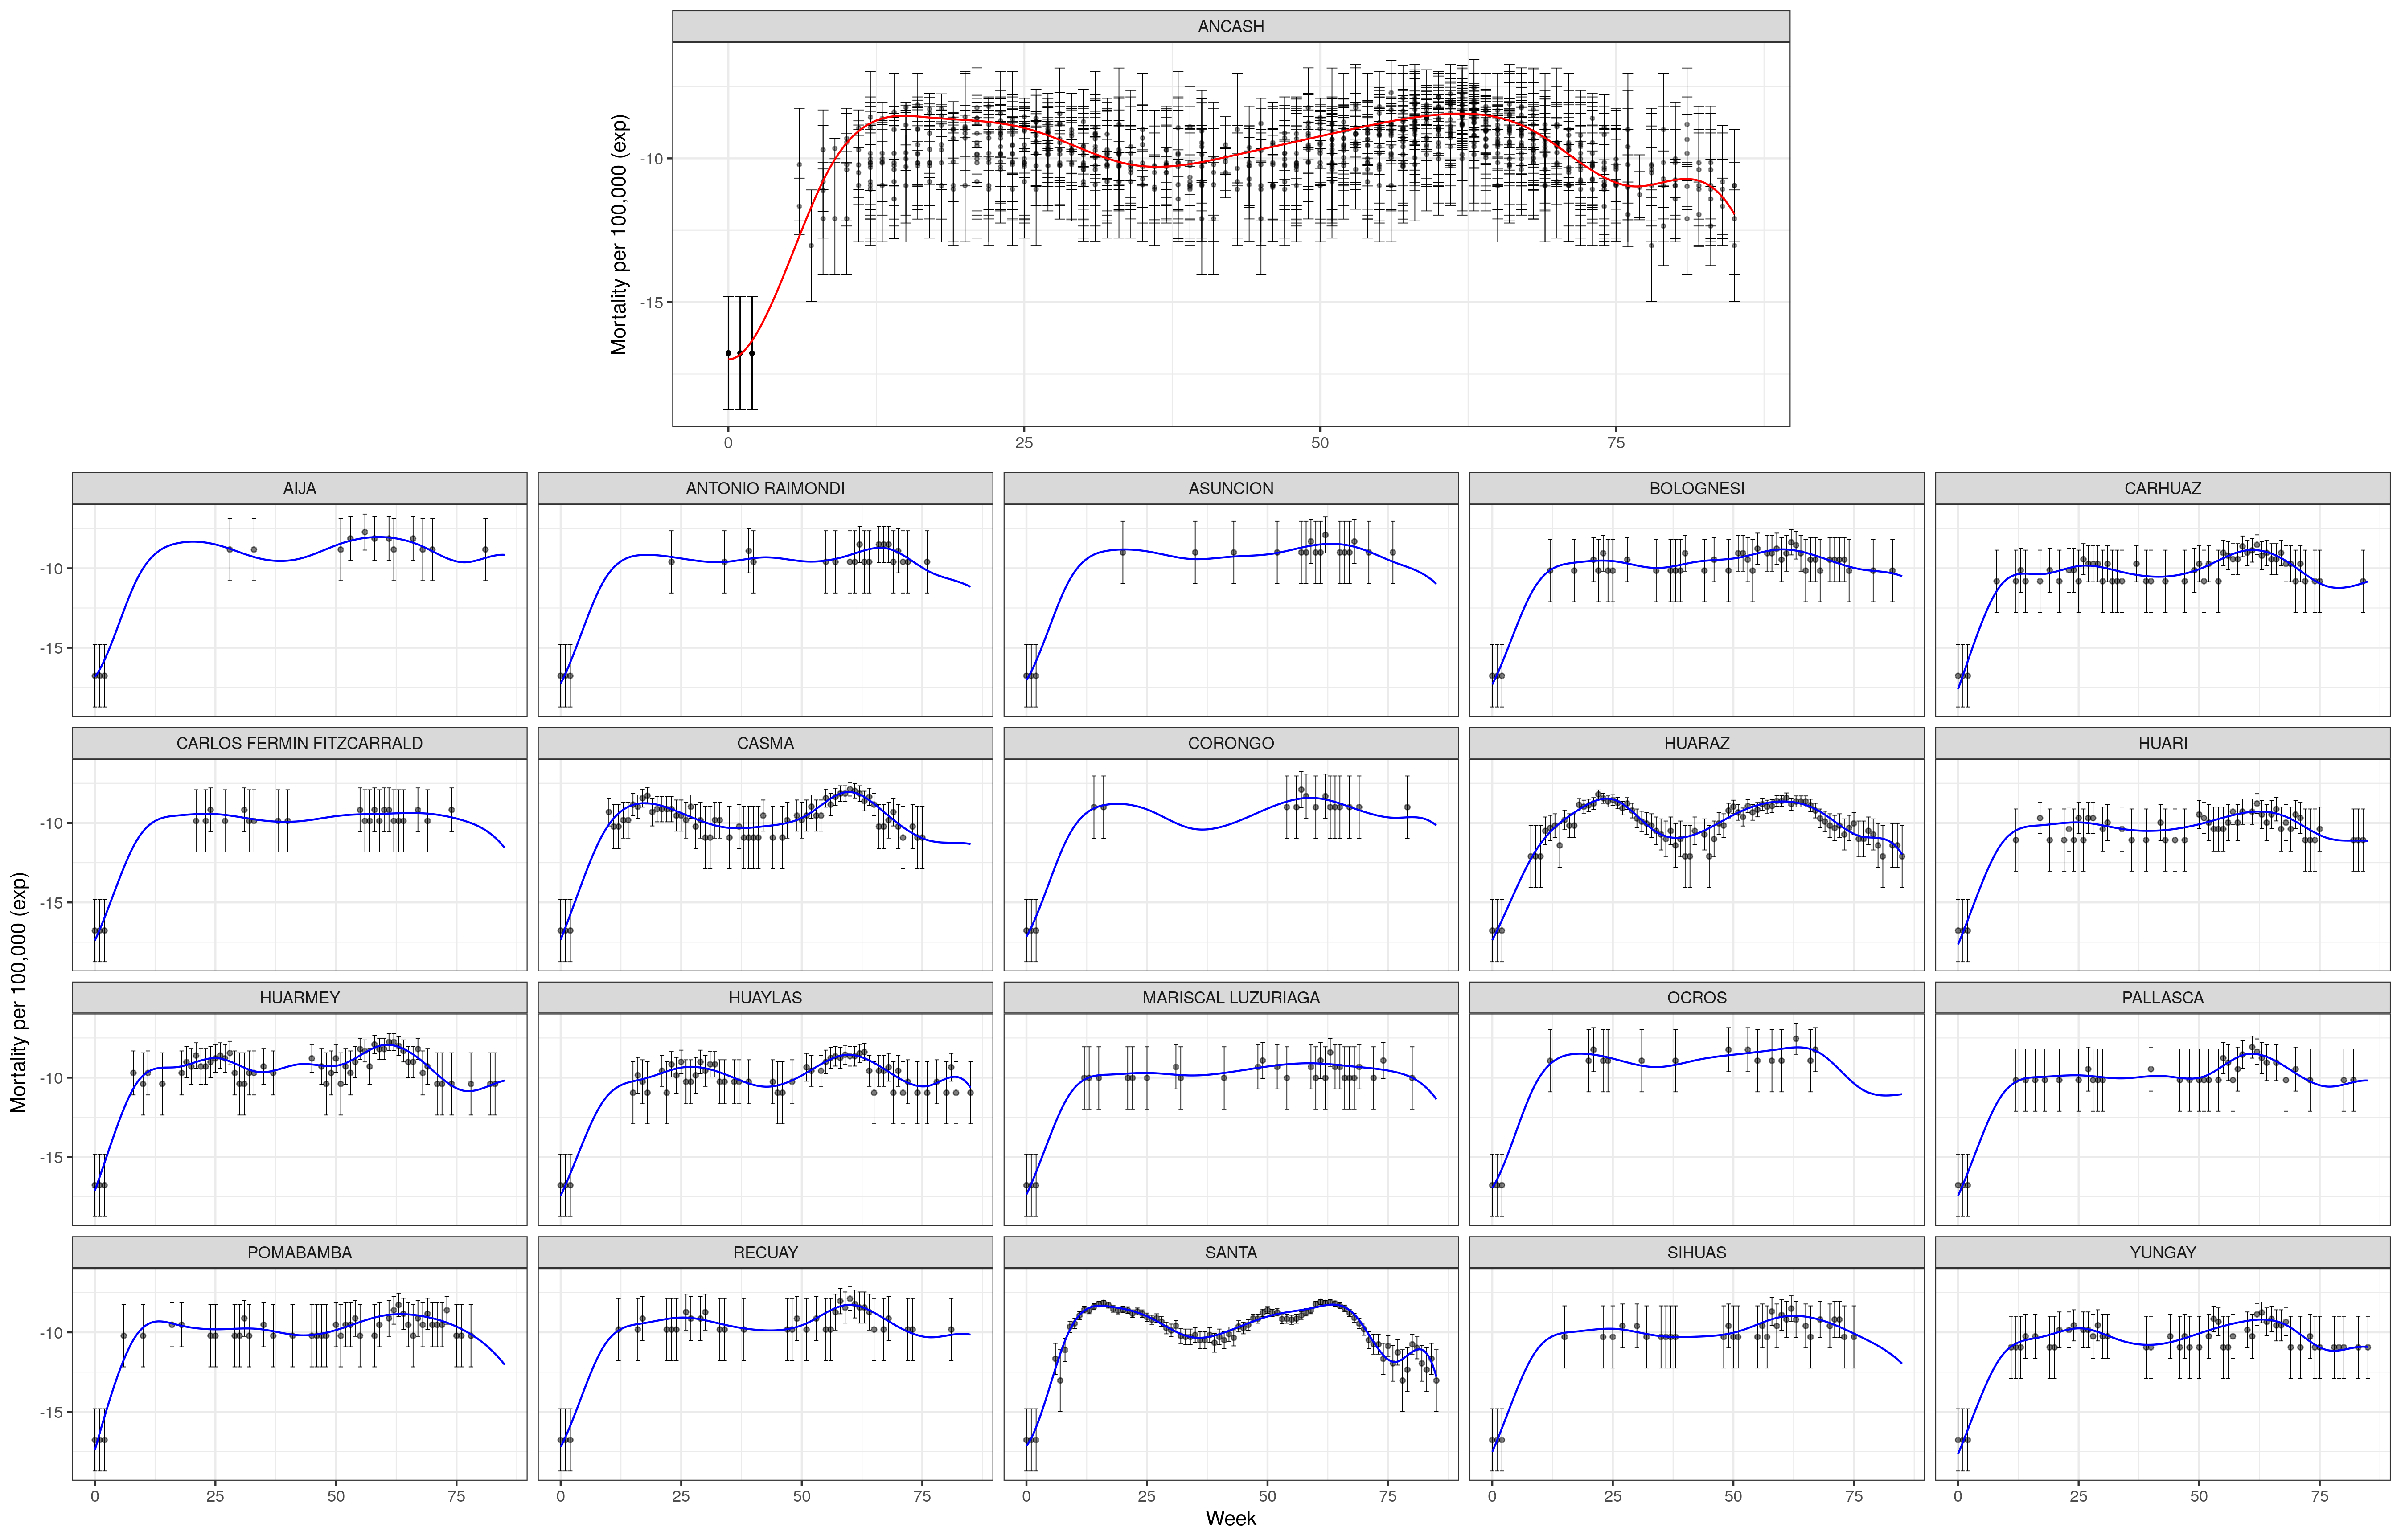 ANCASH
Mortality per 100,000 (exp)
-10
-15
0 25 50 75
AIJA ANTONIO RAIMONDI ASUNCION BOLOGNESI CARHUAZ
-10
-15
CARLOS FERMIN FITZCARRALD CASMA CORONGO HUARAZ HUARI
-10
-15
Mortality per 100,000 (exp)
HUARMEY HUAYLAS MARISCAL LUZURIAGA OCROS PALLASCA
-10
-15
POMABAMBA RECUAY SANTA SIHUAS YUNGAY
-10
-15
0 25 50 75 0 25 50 75 0 25 50 75 0 25 50 75 0 25 50 75
Week